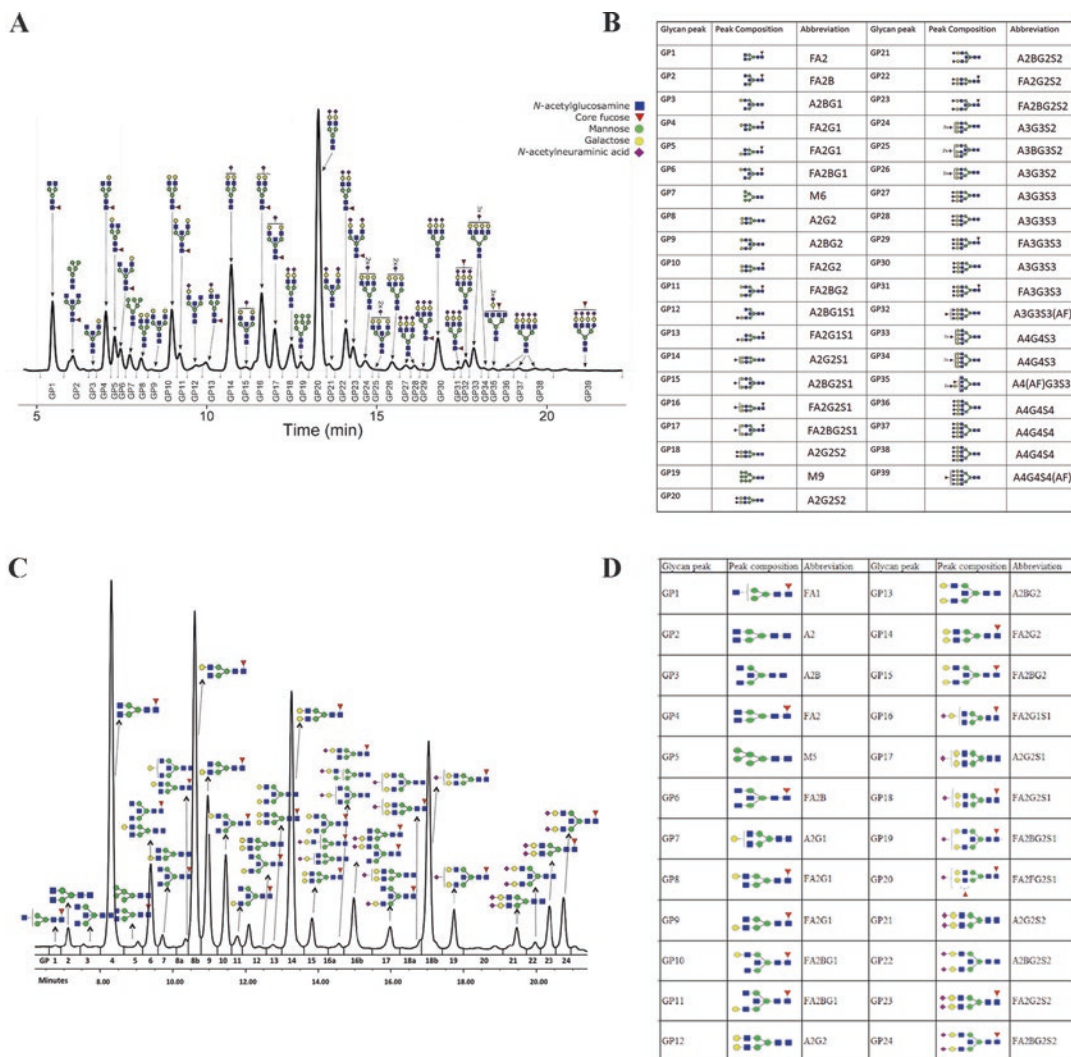 A
N-acetylglucosamine
Core fucose
Mannose
Galactose
N-acetylneuraminic acid
3x
2x
2x
2x
3x
GP1 GP2 GP3 GP4 GP5 GP6 GP7 GP8 GP9 GP10 GP11 GP12 GP13 GP14 GP15 GP16 GP17 GP18 GP19 GP20 GP21 GP22 GP23 GP24 GP25 GP26 GP27 GP28 GP29 GP30 GP31 GP32 GP33 GP34 GP35 GP36 GP37 GP38 GP39
5 10 15 20
Time (min)
B
Glycan peak Peak Composition Abbreviation Glycan peak Peak Composition Abbreviation
GP1 FA2 GP21 A2BG2S2
GP2 FA2B GP22 FA2G2S2
GP3 A2BG1 GP23 FA2BG2S2
GP4 FA2G1 GP24 A3G3S2
GP5 FA2G1 GP25 A3BG3S2
GP6 FA2BG1 GP26 A3G3S2
GP7 M6 GP27 A3G3S3
GP8 A2G2 GP28 A3G3S3
GP9 A2BG2 GP29 FA3G3S3
GP10 FA2G2 GP30 A3G3S3
GP11 FA2BG2 GP31 FA3G3S3
GP12 A2BG1S1 GP32 A3G3S3(AF)
GP13 FA2G1S1 GP33 A4G4S3
GP14 A2G2S1 GP34 A4G4S3
GP15 A2BG2S1 GP35 A4(AF)G3S3
GP16 FA2G2S1 GP36 A4G4S4
GP17 FA2BG2S1 GP37 A4G4S4
GP18 A2G2S2 GP38 A4G4S4
GP19 M9 GP39 A4G4S4(AF)
GP20 A2G2S2
C
GP 1 2 3 4 5 6 7 8a 8b 9 10 11 12 13 14 15 16a 16b 17 18a 18b 19 20 21 22 23 24
Minutes 8.00 10.00 12.00 14.00 16.00 18.00 20.00
D
Glycan peak Peak composition Abbreviation Glycan peak Peak composition Abbreviation
GP1 FA1 GP13 A2BG2
GP2 A2 GP14 FA2G2
GP3 A2B GP15 FA2BG2
GP4 FA2 GP16 FA2G1S1
GP5 M5 GP17 A2G2S1
GP6 FA2B GP18 FA2G2S1
GP7 A2G1 GP19 FA2BG2S1
GP8 FA2G1 GP20 FA2FG2S1
GP9 FA2G1 GP21 A2G2S2
GP10 FA2BG1 GP22 A2BG2S2
GP11 FA2BG1 GP23 FA2G2S2
GP12 A2G2 GP24 FA2BG2S2